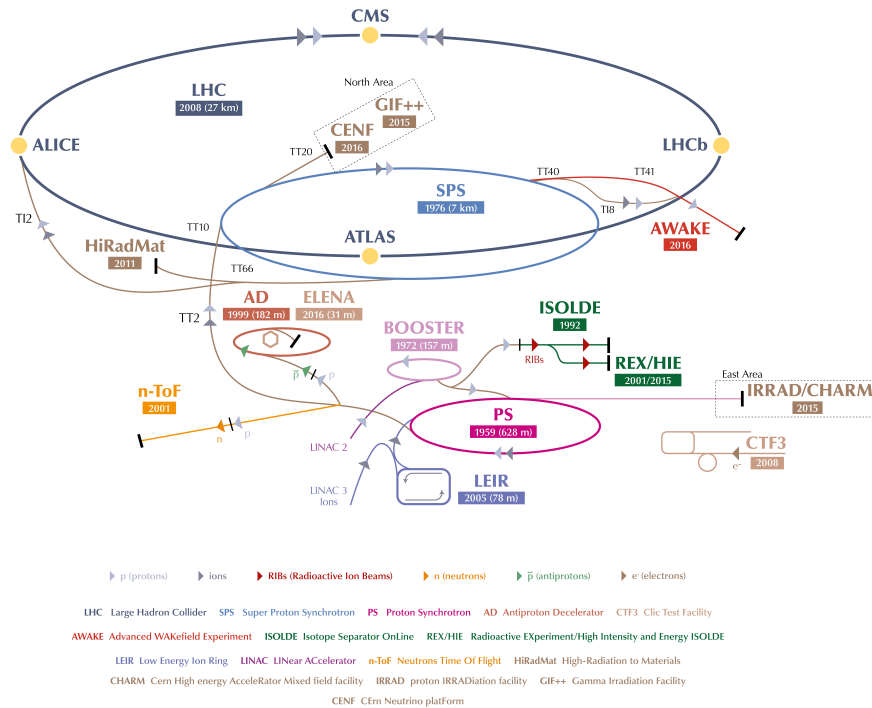 CMS
LHC
2008 (27 km)
North Area
GIF++
2015
CENF
2016
TT20
ALICE
LHCb
TT40
TT41
SPS
1976 (7 km)
TI8
TI2
TT10
AWAKE
2016
ATLAS
HiRadMat
2011
TT66
AD
1999 (182 m)
ELENA
2016 (31 m)
TT2
BOOSTER
1972 (157 m)
ISOLDE
1992
RIBs
REX/HIE
2001/2015
p
p̅
East Area
IRRAD/CHARM
2015
n-ToF
2001
n
p
PS
1959 (628 m)
LINAC 2
CTF3
2008
e-
LINAC 3
Ions
LEIR
2005 (78 m)
p (protons) ions RIBs (Radioactive Ion Beams) n (neutrons) p̅ (antiprotons) e- (electrons)
LHC Large Hadron Collider SPS Super Proton Synchrotron PS Proton Synchrotron AD Antiproton Decelerator CTF3 Clic Test Facility
AWAKE Advanced WAKefield Experiment ISOLDE Isotope Separator OnLine REX/HIE Radioactive EXperiment/High Intensity and Energy ISOLDE
LEIR Low Energy Ion Ring LINAC LINear ACcelerator n-ToF Neutrons Time Of Flight HiRadMat High-Radiation to Materials
CHARM Cern High energy AcceleRator Mixed field facility IRRAD proton IRRADiation facility GIF++ Gamma Irradiation Facility
CENF CErn Neutrino platForm